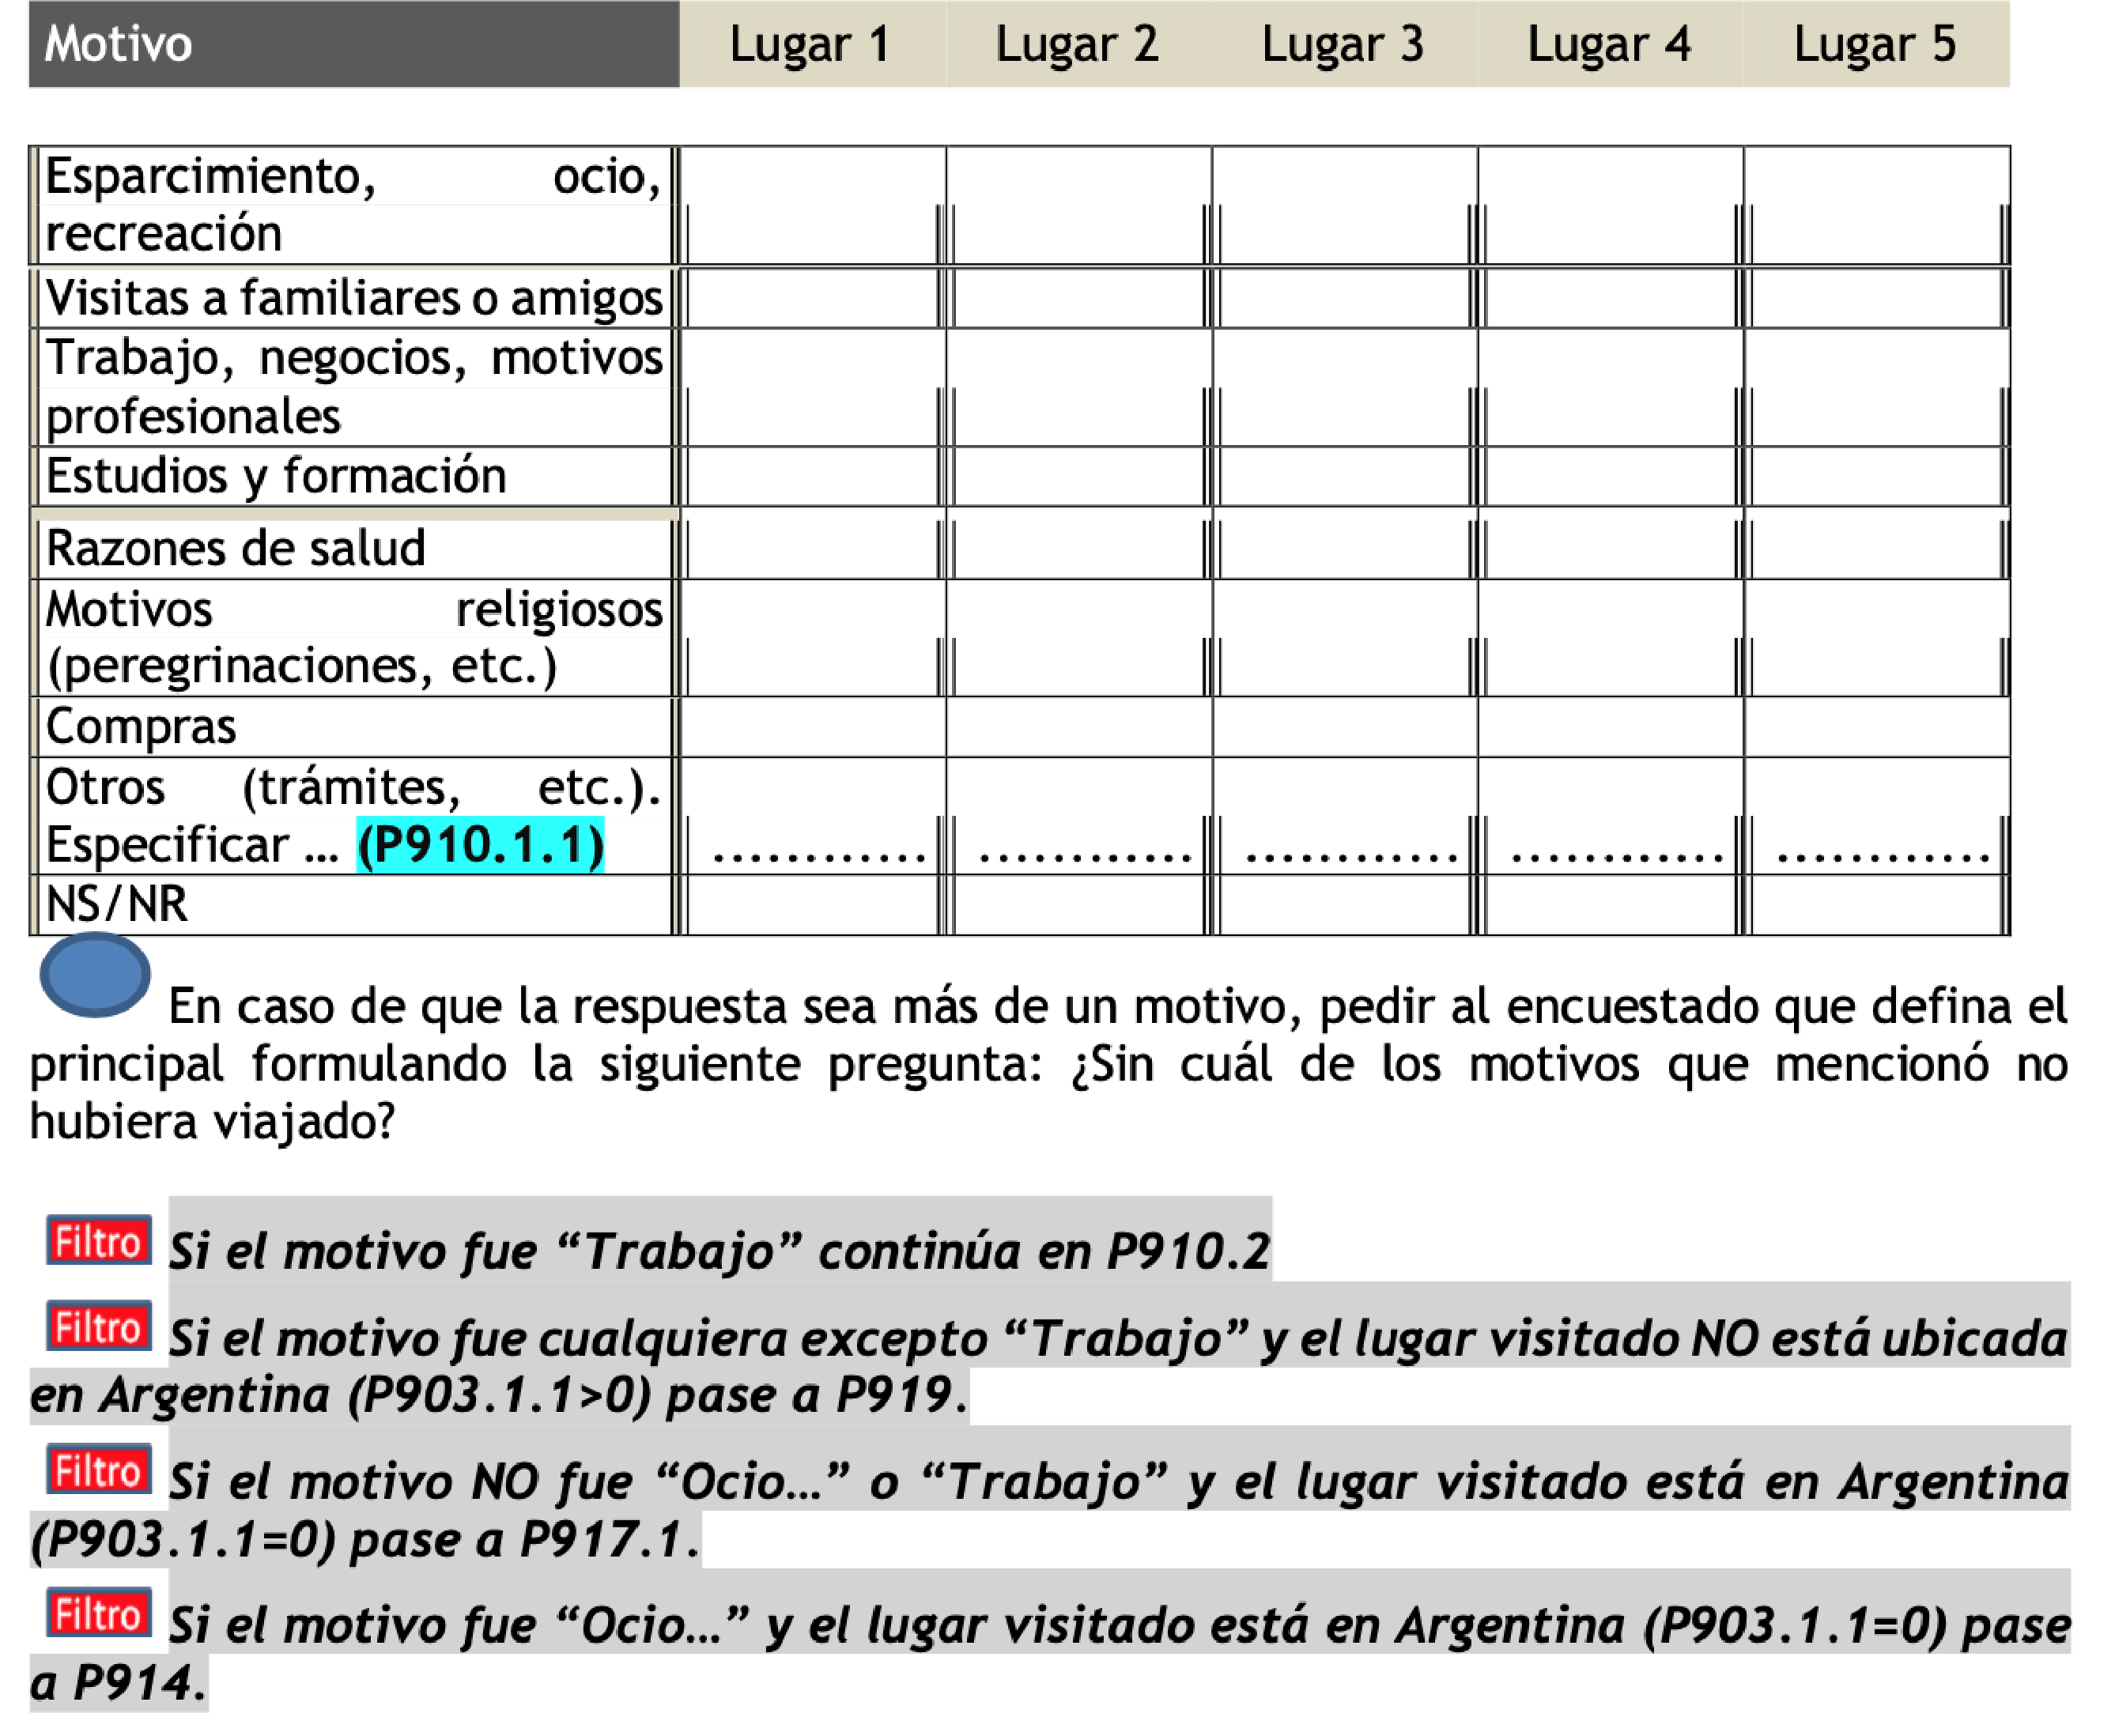 Motivo Lugar 1 Lugar 2 Lugar 3 Lugar 4 Lugar 5
Esparcimiento, ocio,
recreación
Visitas a familiares o amigos
Trabajo, negocios, motivos
profesionales
Estudios y formación
Razones de salud
Motivos religiosos
(peregrinaciones, etc.)
Compras
Otros (trámites, etc.).
Especificar ... (P910.1.1) ............ ............ ............ ............ ............
NS/NR
En caso de que la respuesta sea más de un motivo, pedir al encuestado que defina el
principal formulando la siguiente pregunta: ¿Sin cuál de los motivos que mencionó no
hubiera viajado?
Filtro Si el motivo fue “Trabajo” continúa en P910.2
Filtro Si el motivo fue cualquiera excepto “Trabajo” y el lugar visitado NO está ubicada
en Argentina (P903.1.1>0) pase a P919.
Filtro Si el motivo NO fue “Ocio…” o “Trabajo” y el lugar visitado está en Argentina
(P903.1.1=0) pase a P917.1.
Filtro Si el motivo fue “Ocio…” y el lugar visitado está en Argentina (P903.1.1=0) pase
a P914.